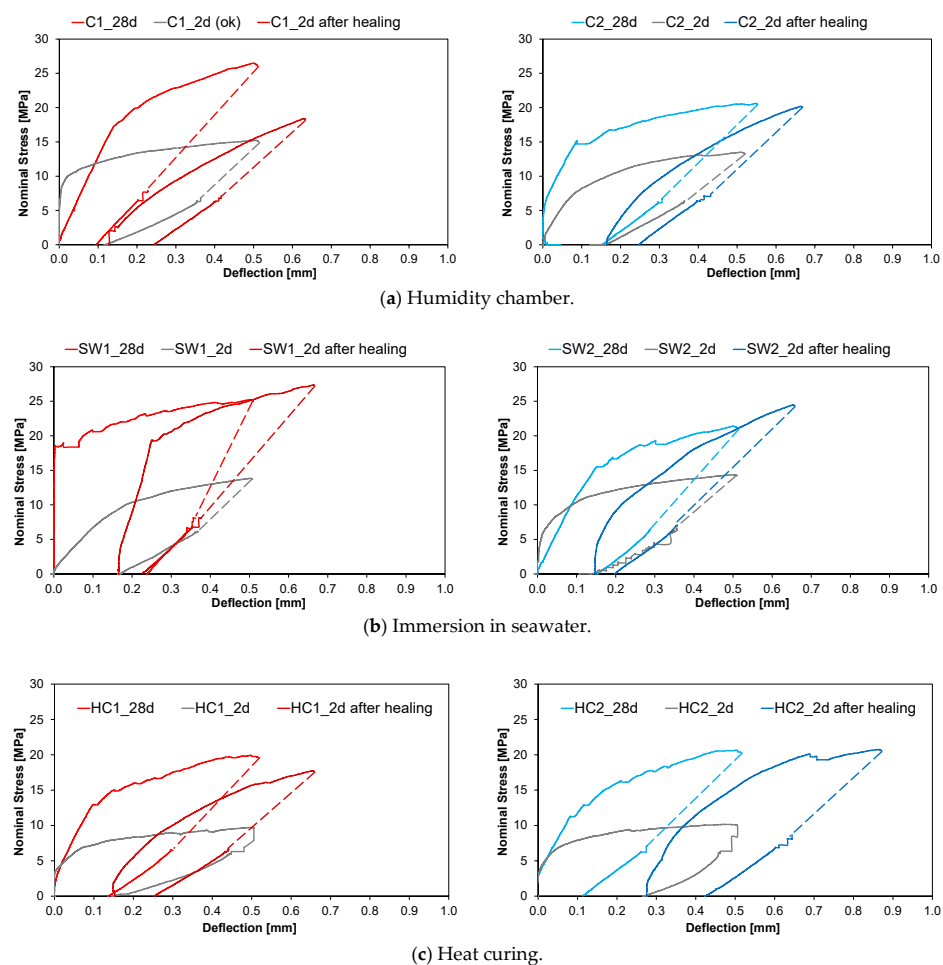 C1_28d C1_2d (ok) C1_2d after healing
C2_28d C2_2d C2_2d after healing
30
25
20
15
10
5
0
Nominal Stress [MPa]
0.0 0.1 0.2 0.3 0.4 0.5 0.6 0.7 0.8 0.9 1.0
Deflection [mm]
30
25
20
15
10
5
0
Nominal Stress [MPa]
0.0 0.1 0.2 0.3 0.4 0.5 0.6 0.7 0.8 0.9 1.0
Deflection [mm]
(a) Humidity chamber.
SW1_28d SW1_2d SW1_2d after healing
SW2_28d SW2_2d SW2_2d after healing
30
25
20
15
10
5
0
Nominal Stress [MPa]
0.0 0.1 0.2 0.3 0.4 0.5 0.6 0.7 0.8 0.9 1.0
Deflection [mm]
30
25
20
15
10
5
0
Nominal Stress [MPa]
0.0 0.1 0.2 0.3 0.4 0.5 0.6 0.7 0.8 0.9 1.0
Deflection [mm]
(b) Immersion in seawater.
HC1_28d HC1_2d HC1_2d after healing
HC2_28d HC2_2d HC2_2d after healing
30
25
20
15
10
5
0
Nominal Stress [MPa]
0.0 0.1 0.2 0.3 0.4 0.5 0.6 0.7 0.8 0.9 1.0
Deflection [mm]
30
25
20
15
10
5
0
Nominal Stress [MPa]
0.0 0.1 0.2 0.3 0.4 0.5 0.6 0.7 0.8 0.9 1.0
Deflection [mm]
(c) Heat curing.